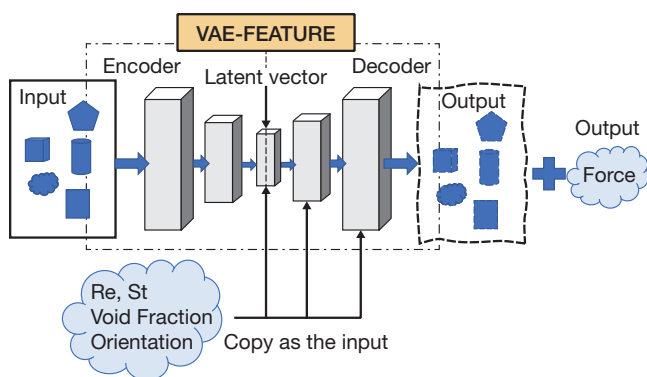 VAE-FEATURE
Encoder
Decoder
Latent vector
Input
Output
Output
Force
Re, St
Void Fraction
Orientation
Copy as the input